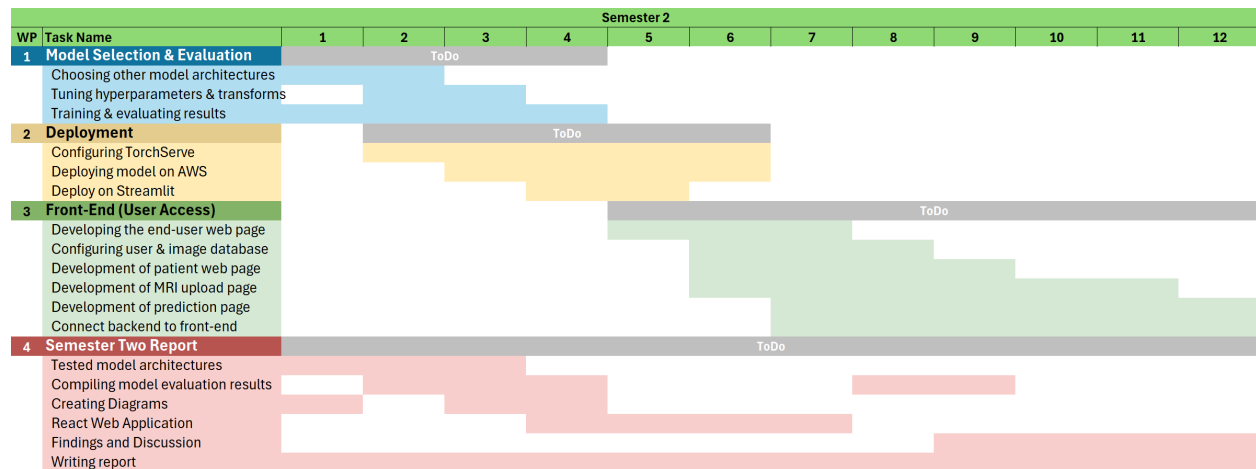 Semester 2
WP Task Name 1 2 3 4 5 6 7 8 9 10 11 12
1 Model Selection & Evaluation ToDo
Choosing other model architectures
Tuning hyperparameters & transforms
Training & evaluating results
2 Deployment ToDo
Configuring TorchServe
Deploying model on AWS
Deploy on Streamlit
3 Front-End (User Access) ToDo
Developing the end-user web page
Configuring user & image database
Development of patient web page
Development of MRI upload page
Development of prediction page
Connect backend to front-end
4 Semester Two Report ToDo
Tested model architectures
Compiling model evaluation results
Creating Diagrams
React Web Application
Findings and Discussion
Writing report